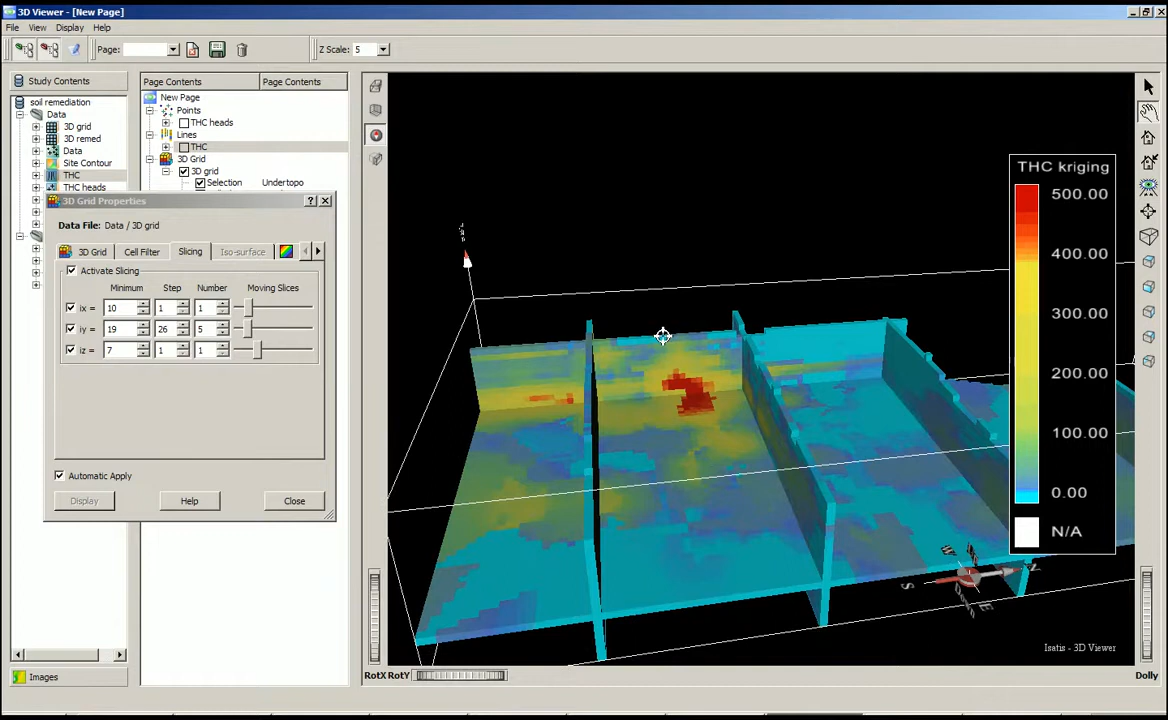 3D Viewer - [New Page]
File View Display Help
Page:
Z Scale: 5
Study Contents
soil remediation
Data
3D grid
3D remed
Data
Site Contour
THC
THC heads
Page Contents Page Contents
New Page
Points
THC heads
Lines
THC
3D Grid
3D grid
Selection Undertopo
3D Grid Properties
Data File: Data / 3D grid
3D Grid Cell Filter Slicing Iso-surface
Activate Slicing
Minimum Step Number Moving Slices
ix = 10 1 1
iy = 19 26 5
iz = 7 1 1
Automatic Apply
Display Help Close
Images
THC kriging
500.00
400.00
300.00
200.00
100.00
0.00
N/A
W
N
S
E
Isatis - 3D Viewer
RotX RotY
Dolly